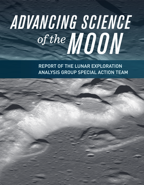 ADVANCING SCIENCE
of the MOON
REPORT OF THE LUNAR EXPLORATION
ANALYSIS GROUP SPECIAL ACTION TEAM